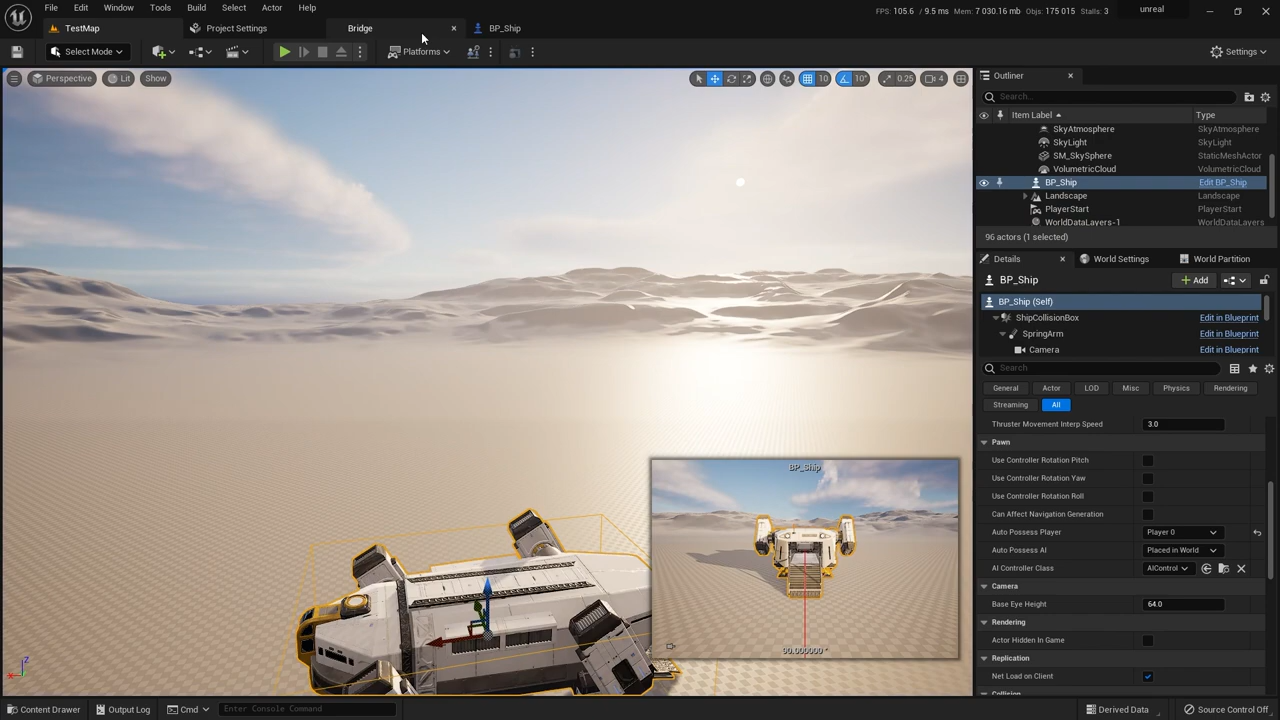 File Edit Window Tools Build Select Actor Help
FPS: 105.6 / 9.5 ms Mem: 7 030.16 mb Objs: 175 015 Stalls: 3
unreal
TestMap
Project Settings
Bridge
BP_Ship
Select Mode
Platforms
Settings
Perspective
Lit
Show
10
10°
0.25
4
Outliner
Search...
Item Label
Type
SkyAtmosphere SkyAtmosphere
SkyLight SkyLight
SM_SkySphere StaticMeshActor
VolumetricCloud VolumetricCloud
BP_Ship Edit BP_Ship
Landscape Landscape
PlayerStart PlayerStart
WorldDataLayers-1 WorldDataLayers
96 actors (1 selected)
Details
World Settings
World Partition
BP_Ship
Add
BP_Ship (Self)
ShipCollisionBox Edit in Blueprint
SpringArm Edit in Blueprint
Camera Edit in Blueprint
Search
General Actor LOD Misc Physics Rendering
Streaming All
Thruster Movement Interp Speed 3.0
Pawn
Use Controller Rotation Pitch
Use Controller Rotation Yaw
Use Controller Rotation Roll
Can Affect Navigation Generation
Auto Possess Player Player 0
Auto Possess AI Placed in World
AI Controller Class AIControl
Camera
Base Eye Height 64.0
Rendering
Actor Hidden In Game
Replication
Net Load on Client
Collision
BP_Ship
90.000000 °
Z
X
Content Drawer
Output Log
Cmd
Enter Console Command
Derived Data
Source Control Off